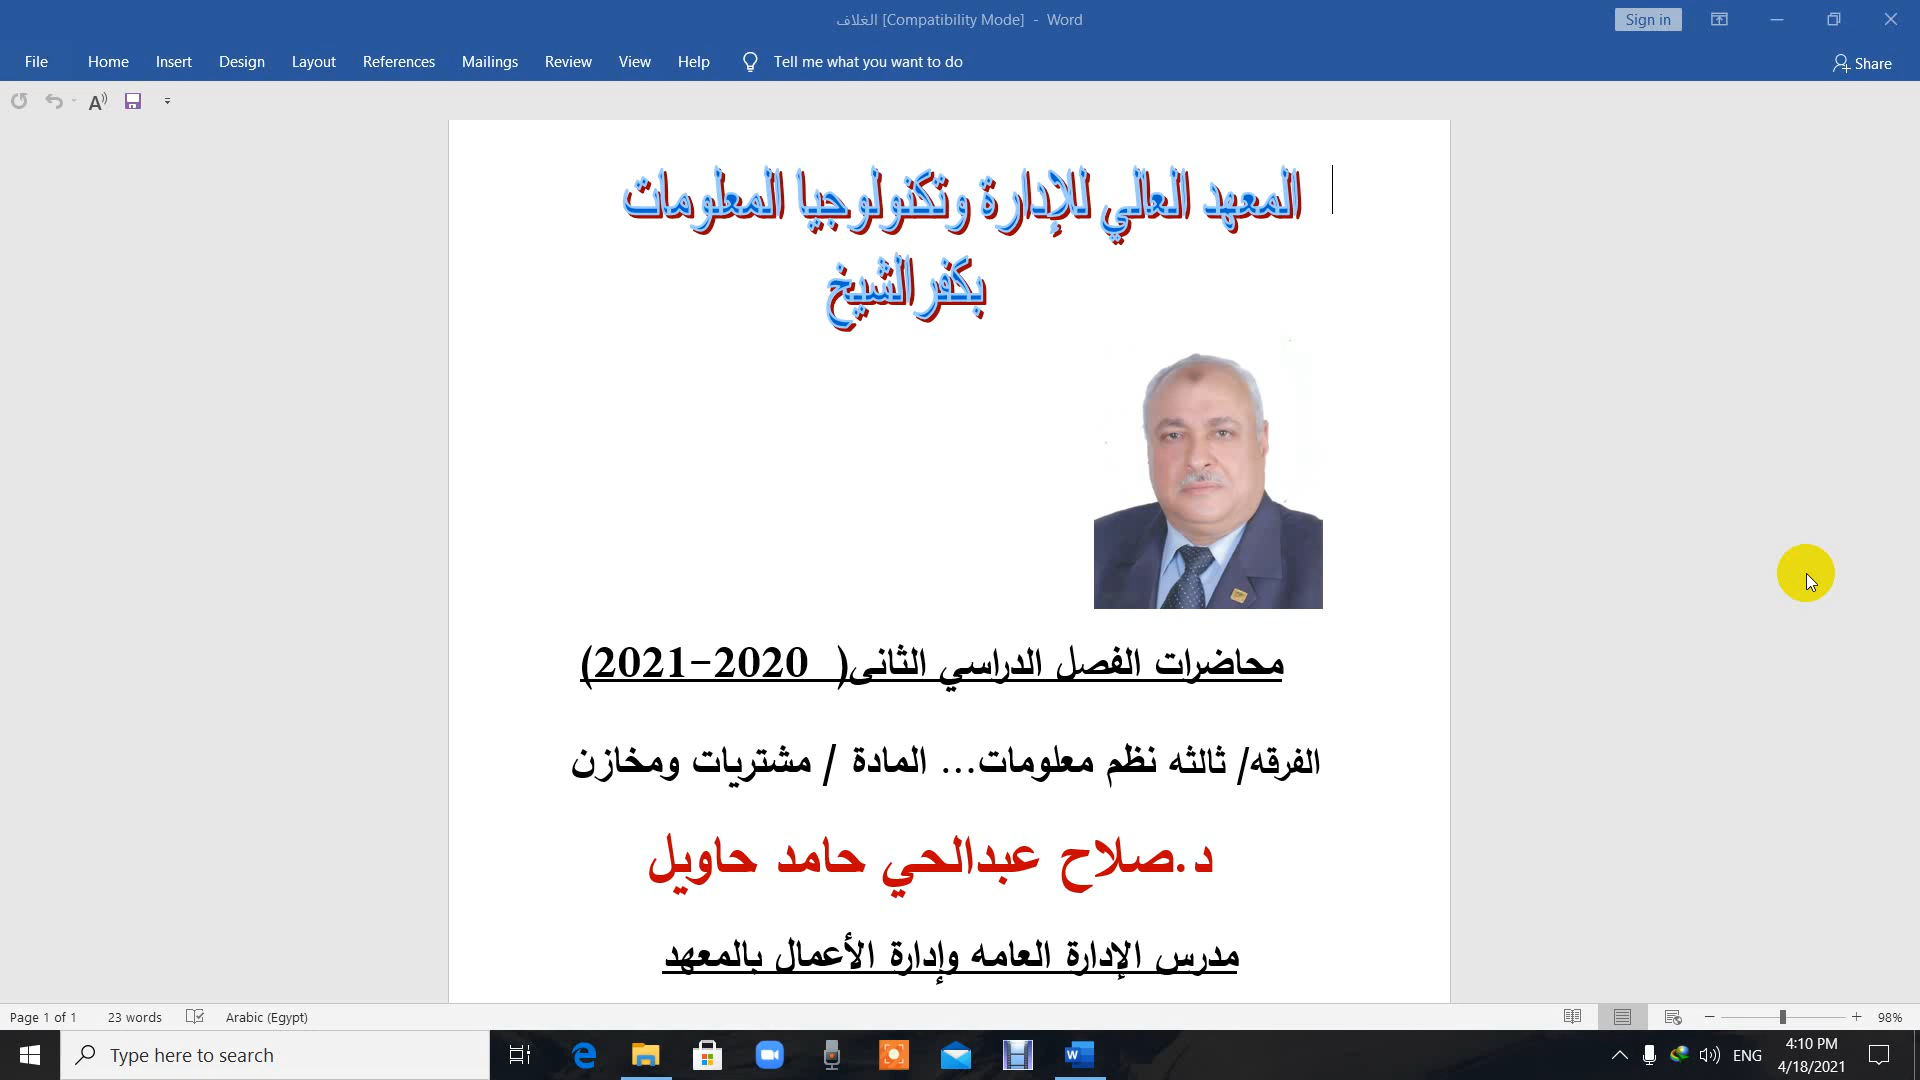 الغلاف [Compatibility Mode] - Word
Sign in
File Home Insert Design Layout References Mailings Review View Help Tell me what you want to do
Share
المعهد العالي للإدارة وتكنولوجيا المعلومات
بكفرالشيخ
محاضرات الفصل الدراسي الثانى( 2020-2021)
الفرقه/ ثالثه نظم معلومات... المادة / مشتريات ومخازن
د.صلاح عبدالحي حامد حاويل
مدرس الإدارة العامه وإدارة الأعمال بالمعهد
Page 1 of 1 23 words Arabic (Egypt) 98%
Type here to search
ENG
4:10 PM
4/18/2021